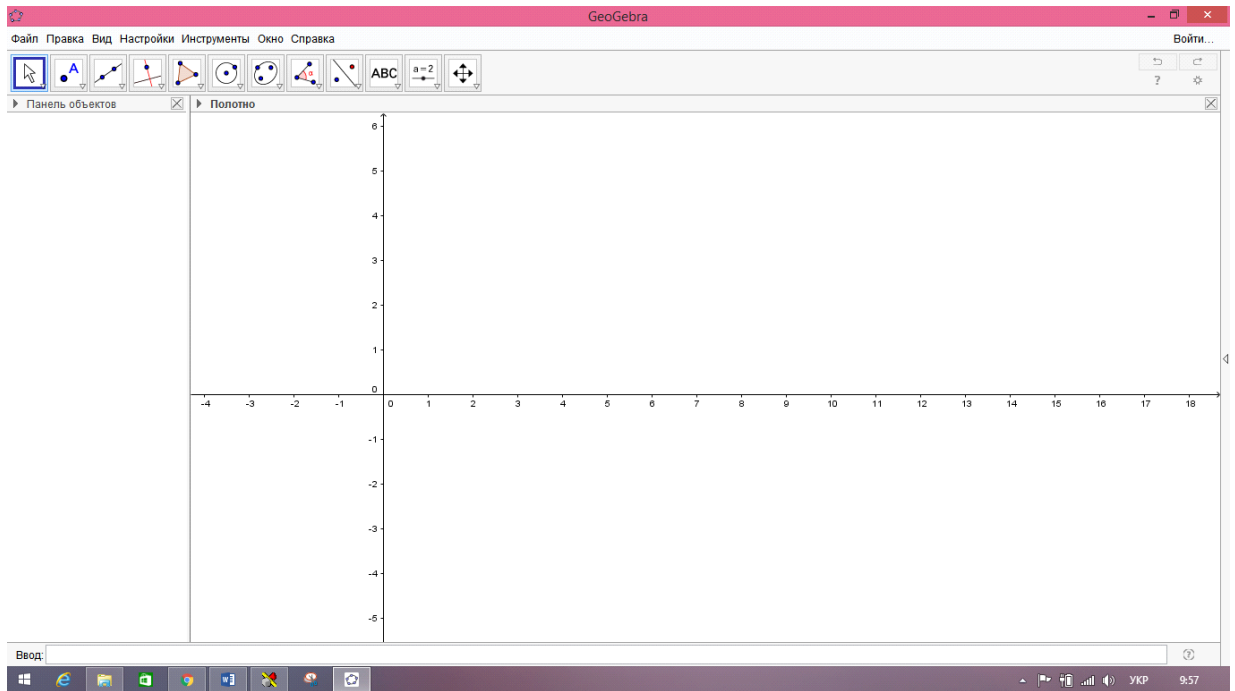 GeoGebra
Файл Правка Вид Настройки Инструменты Окно Справка Войти...
A ABC a=2 ?
Панель объектов Полотно
6
5
4
3
2
1
0
-4 -3 -2 -1 0 1 2 3 4 5 6 7 8 9 10 11 12 13 14 15 16 17 18
-1
-2
-3
-4
-5
Ввод: ?
УКР 9:57